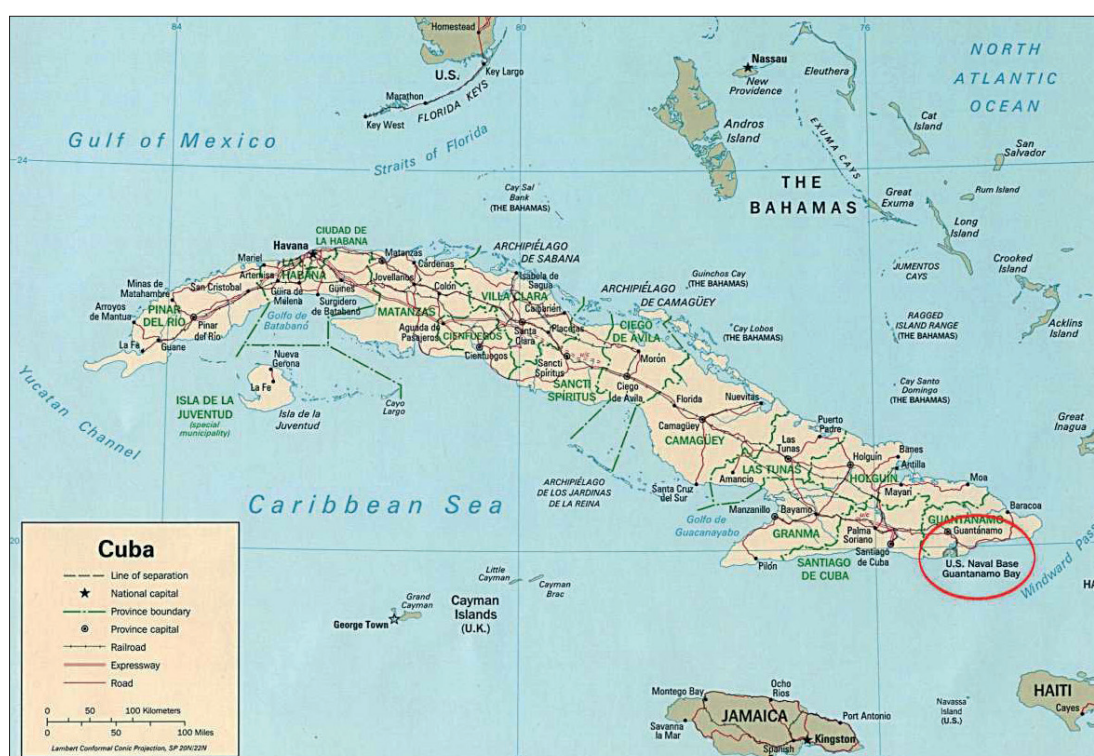 84
80
76
Homestead
U.S.
Key Largo
Marathon
FLORIDA KEYS
Key West
Nassau
New
Providence
Eleuthera
NORTH
ATLANTIC
OCEAN
Gulf of Mexico
Straits of Florida
24
Andros
Island
EXUMA CAYS
Cat
Island
San
Salvador
Cay Sal
Bank
(THE BAHAMAS)
THE
BAHAMAS
Great
Exuma
Rum Island
Long
Island
CIUDAD DE
LA HABANA
Havana
Mariel
LA
HABANA
Artemisa
Matanzas
Cárdenas
ARCHIPIÉLAGO
DE SABANA
Isabela de
Sagua
Guinchos Cay
(THE BAHAMAS)
JUMENTOS
CAYS
Crooked
Island
Minas de
Matahambre
San Cristobal
Güira de
Melena
Güines
Jovellanos
Colón
VILLA CLARA
Caibarién
ARCHIPIÉLAGO
DE CAMAGÜEY
Arroyos
de Mantua
PINAR
DEL RÍO
Pinar
del Río
Surgidero
de Batabanó
Golfo de
Batabanó
MATANZAS
Aguada de
Pasajeros
CIENFUEGOS
Cienfuegos
Santa
Clara
Placetas
CIEGO
DE ÁVILA
Cay Lobos
(THE BAHAMAS)
RAGGED
ISLAND RANGE
(THE BAHAMAS)
Acklins
Island
La Fe
Guane
Nueva
Gerona
La Fe
Sancti
Spíritus
Morón
Yucatan Channel
ISLA DE LA
JUVENTUD
(special
municipality)
Isla de la
Juventud
Cayo
Largo
SANCTI
SPÍRITUS
Ciego
de Ávila
Florida
Nuevitas
Cay Santo
Domingo
(THE BAHAMAS)
Camagüey
CAMAGÜEY
Puerto
Padre
Great
Inagua
Las
Tunas
LAS TUNAS
Holguín
HOLGUÍN
Banes
Antilla
ARCHIPIÉLAGO
DE LOS JARDINAS
DE LA REINA
Santa Cruz
del Sur
Amancio
Mayarí
Moa
Caribbean Sea
Golfo de
Guacanayabo
Manzanillo
Bayamo
Baracoa
GUANTÁNAMO
Guantánamo
GRANMA
Palma
Soriano
Santiago
de Cuba
20
Pilón
SANTIAGO
DE CUBA
U.S. Naval Base
Guantanamo Bay
Windward Pass
HA
Cuba
Line of separation
National capital
Province boundary
Province capital
Railroad
Expressway
Road
0 50 100 Kilometers
0 50 100 Miles
Lambert Conformal Conic Projection, SP 20N/22N
Little
Cayman
Cayman
Brac
Grand
Cayman
George Town
Cayman
Islands
(U.K.)
Montego Bay
Ocho
Rios
JAMAICA
Savanna
la Mar
Port Antonio
Spanish
Kingston
Navassa
Island
(U.S.)
HAITI
Cayes